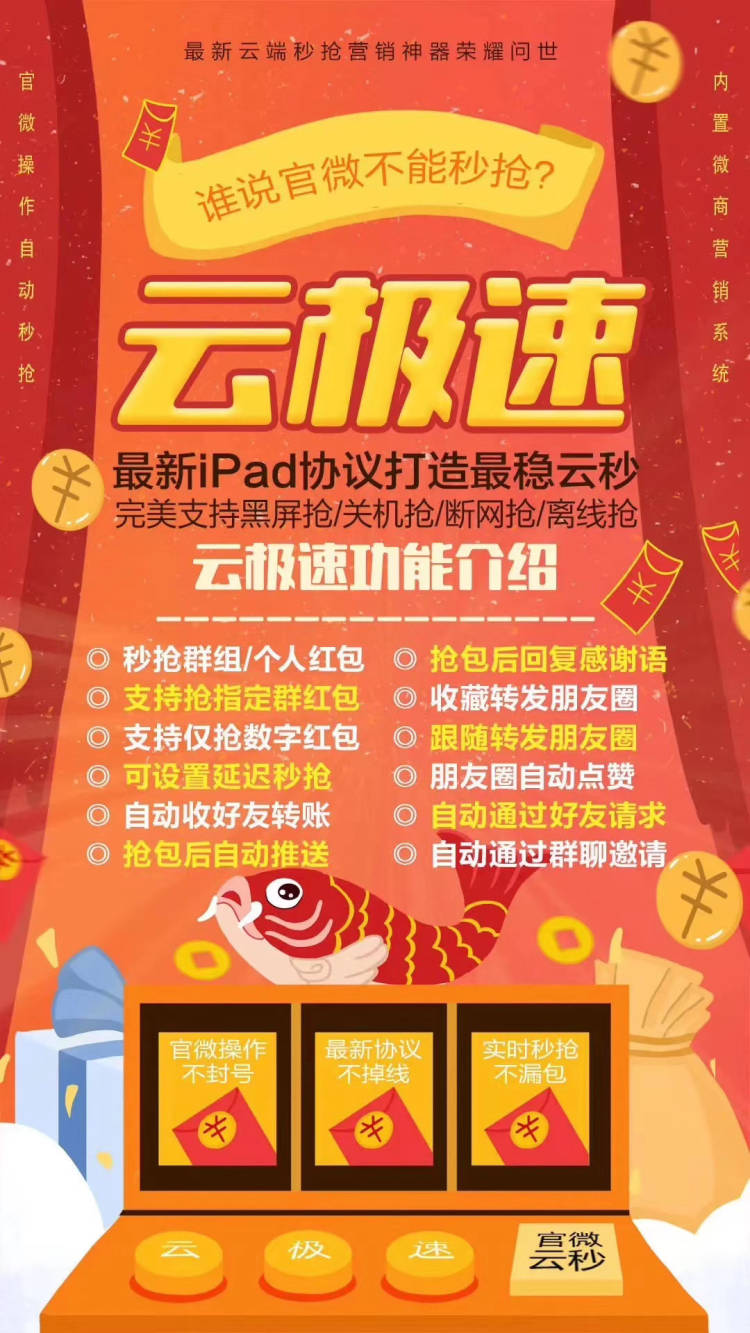 最新云端秒抢营销神器荣耀问世
官微操作自动秒抢
内置微商营销系统
谁说官微不能秒抢?
云极速
最新iPad协议打造最稳云秒
完美支持黑屏抢/关机抢/断网抢/离线抢
云极速功能介绍
◎ 秒抢群组/个人红包
◎ 支持抢指定群红包
◎ 支持仅抢数字红包
◎ 可设置延迟秒抢
◎ 自动收好友转账
◎ 抢包后自动推送
◎ 抢包后回复感谢语
◎ 收藏转发朋友圈
◎ 跟随转发朋友圈
◎ 朋友圈自动点赞
◎ 自动通过好友请求
◎ 自动通过群聊邀请
官微操作
不封号
最新协议
不掉线
实时秒抢
不漏包
云 极 速
官微
云秒